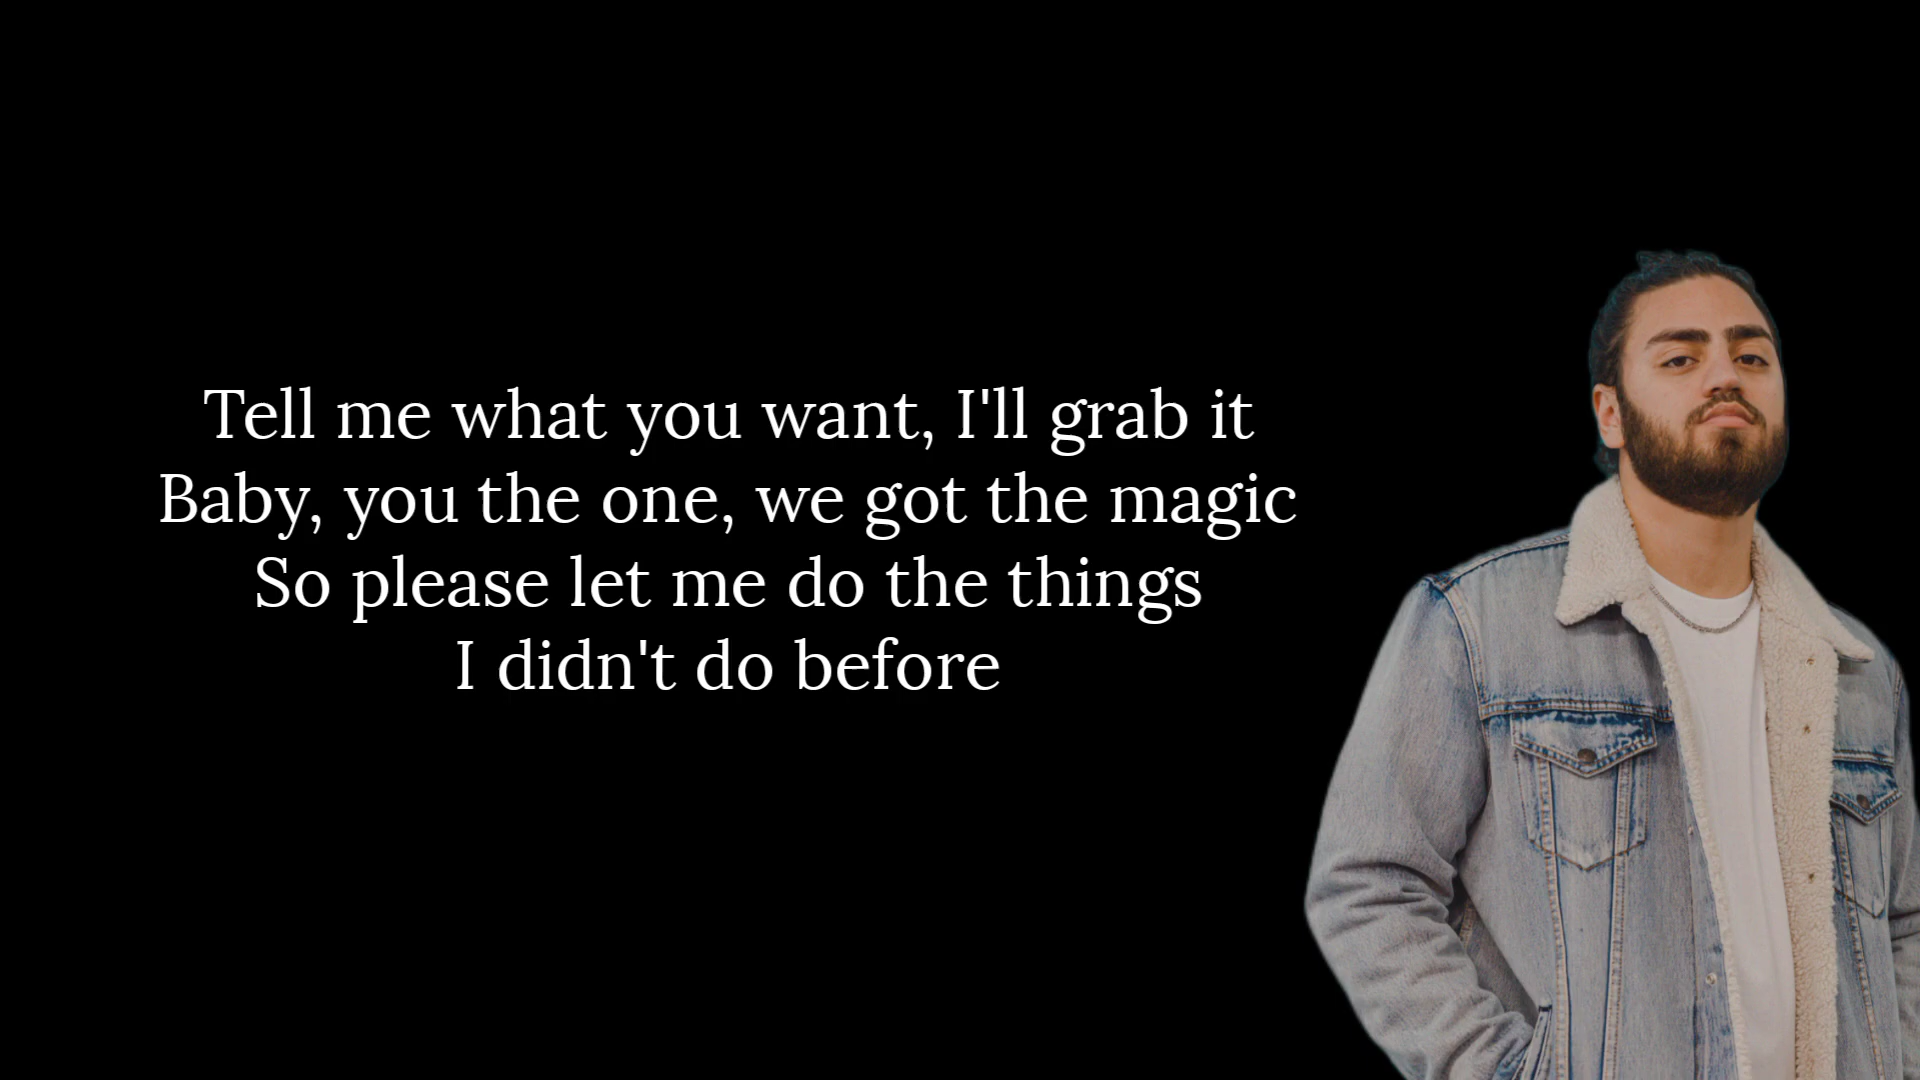 Tell me what you want, I'll grab it
Baby, you the one, we got the magic
So please let me do the things
I didn't do before